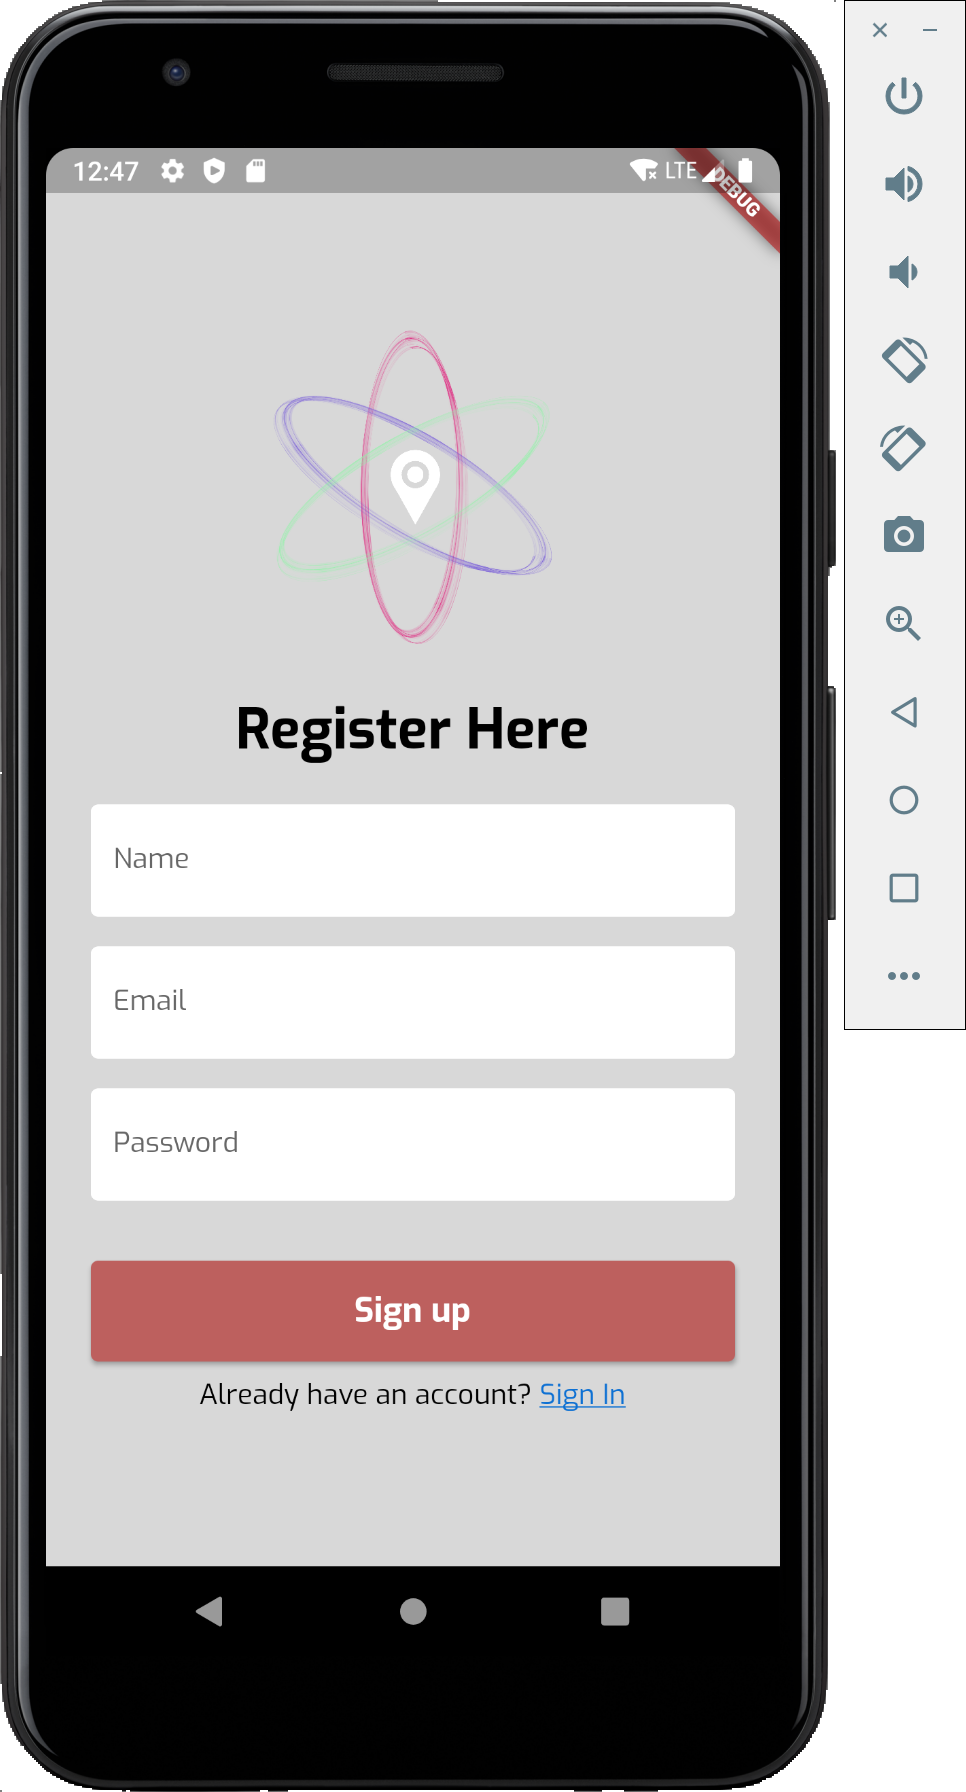 12:47 LTE
DEBUG
Register Here
Name
Email
Password
Sign up
Already have an account? Sign In